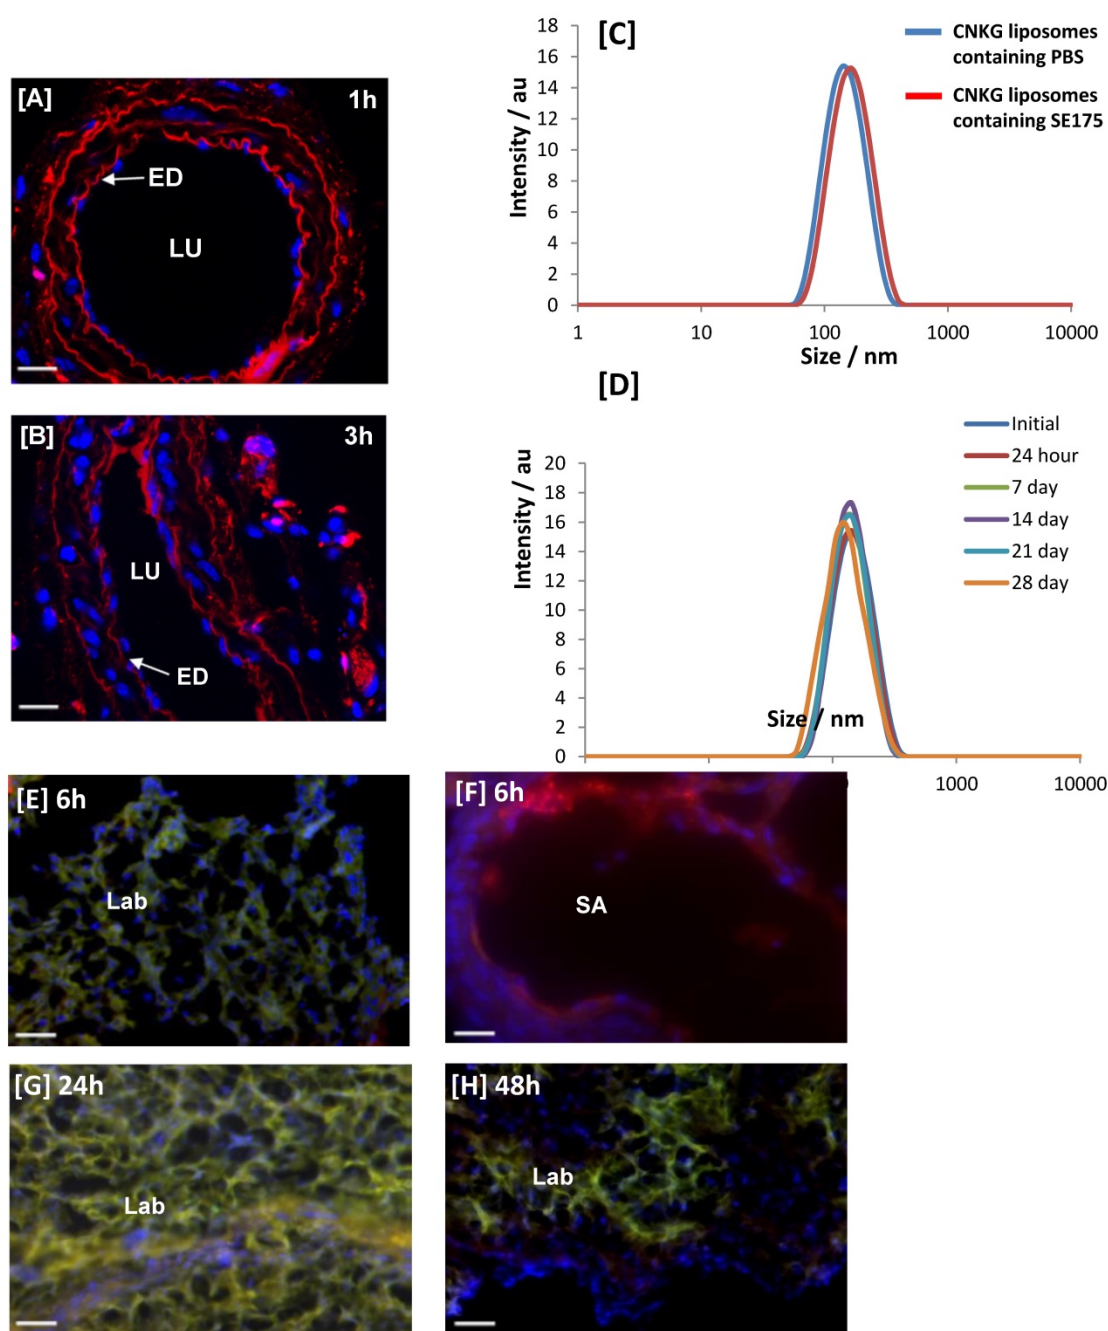 [A]
1h
ED
LU
[B]
3h
LU
ED
[C]
18
16
14
12
10
8
6
4
2
0
Intensity / au
1
10
100
1000
10000
Size / nm
CNKG liposomes
containing PBS
CNKG liposomes
containing SE175
[D]
20
18
16
14
12
10
8
6
4
2
0
Intensity / au
Size / nm
0
1000
10000
Initial
24 hour
7 day
14 day
21 day
28 day
[E] 6h
Lab
[F] 6h
SA
[G] 24h
Lab
[H] 48h
Lab